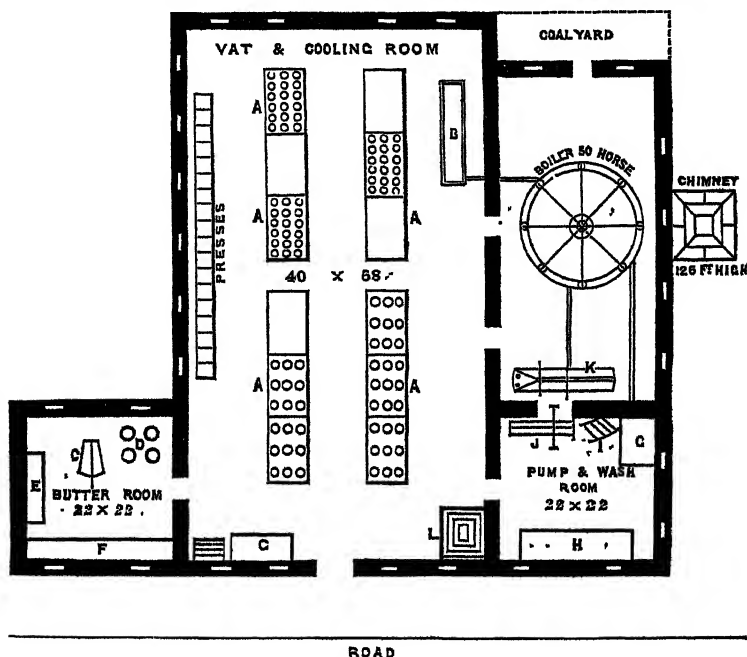 COALYARD
VAT & COOLING ROOM
A
B
BOILER 50 HORSE
CHIMNEY
125 FT HIGH
A
A
PRESSES
40 X 68
K
A
A
C
D
J
I
G
E
BUTTER ROOM
22 X 22
PUMP & WASH
ROOM
22 X 22
F
G
L
H
ROAD